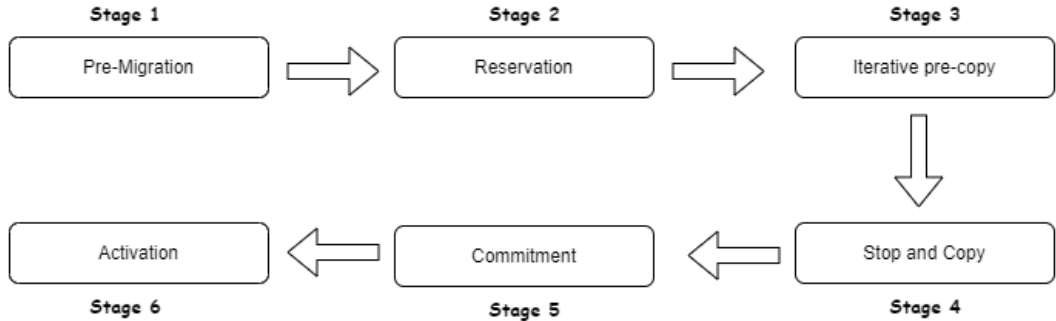 Stage 1
Pre-Migration
Stage 2
Reservation
Stage 3
Iterative pre-copy
Stop and Copy
Stage 4
Commitment
Stage 5
Activation
Stage 6